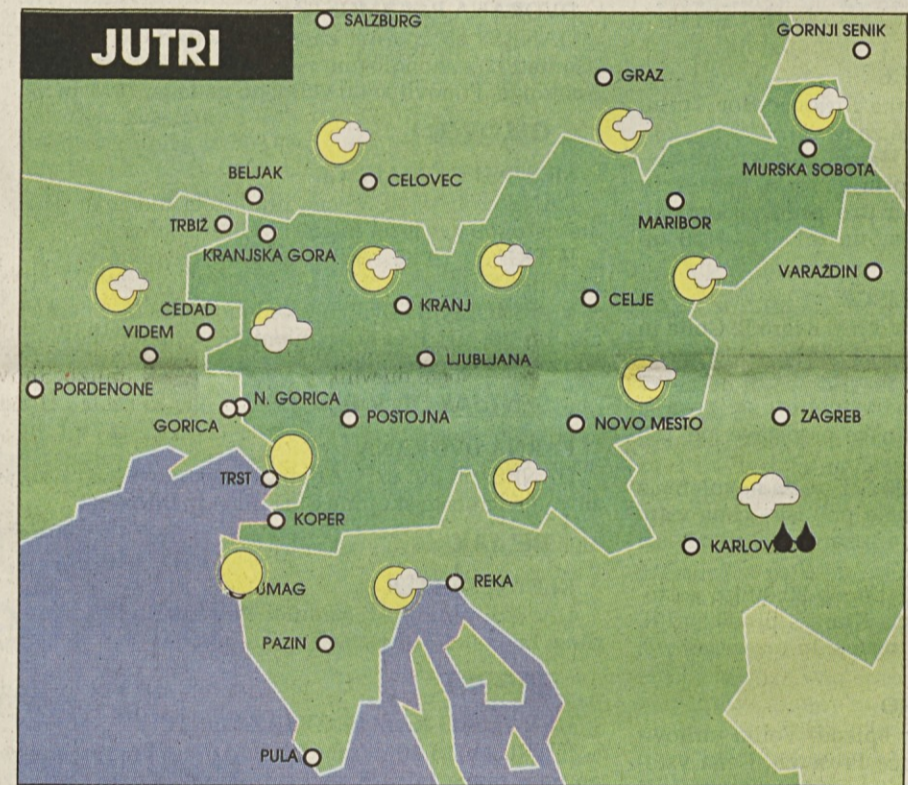 JUTRI
SALZBURG
GORNJI SENIK
GRAZ
MURSKA SOBOTA
BELJAK
CELOVEC
MARIBOR
TRBIŽ
KRANJSKA GORA
VARAŽDIN
KRANJ
CELJE
ČEDAD
VIDEM
LJUBLJANA
PORDENONE
N. GORICA
GORICA
POSTOJNA
NOVO MESTO
ZAGREB
TRST
KOPER
KARLOVAC
UMAG
REKA
PAZIN
PULA